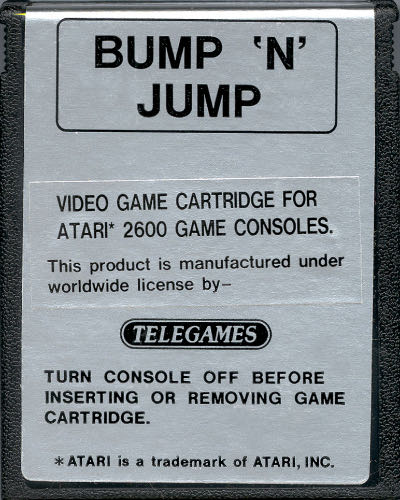 BUMP 'N'
JUMP
VIDEO GAME CARTRIDGE FOR
ATARI* 2600 GAME CONSOLES.
This product is manufactured under
worldwide license by–
TELEGAMES
TURN CONSOLE OFF BEFORE
INSERTING OR REMOVING GAME
CARTRIDGE.
*ATARI is a trademark of ATARI, INC.